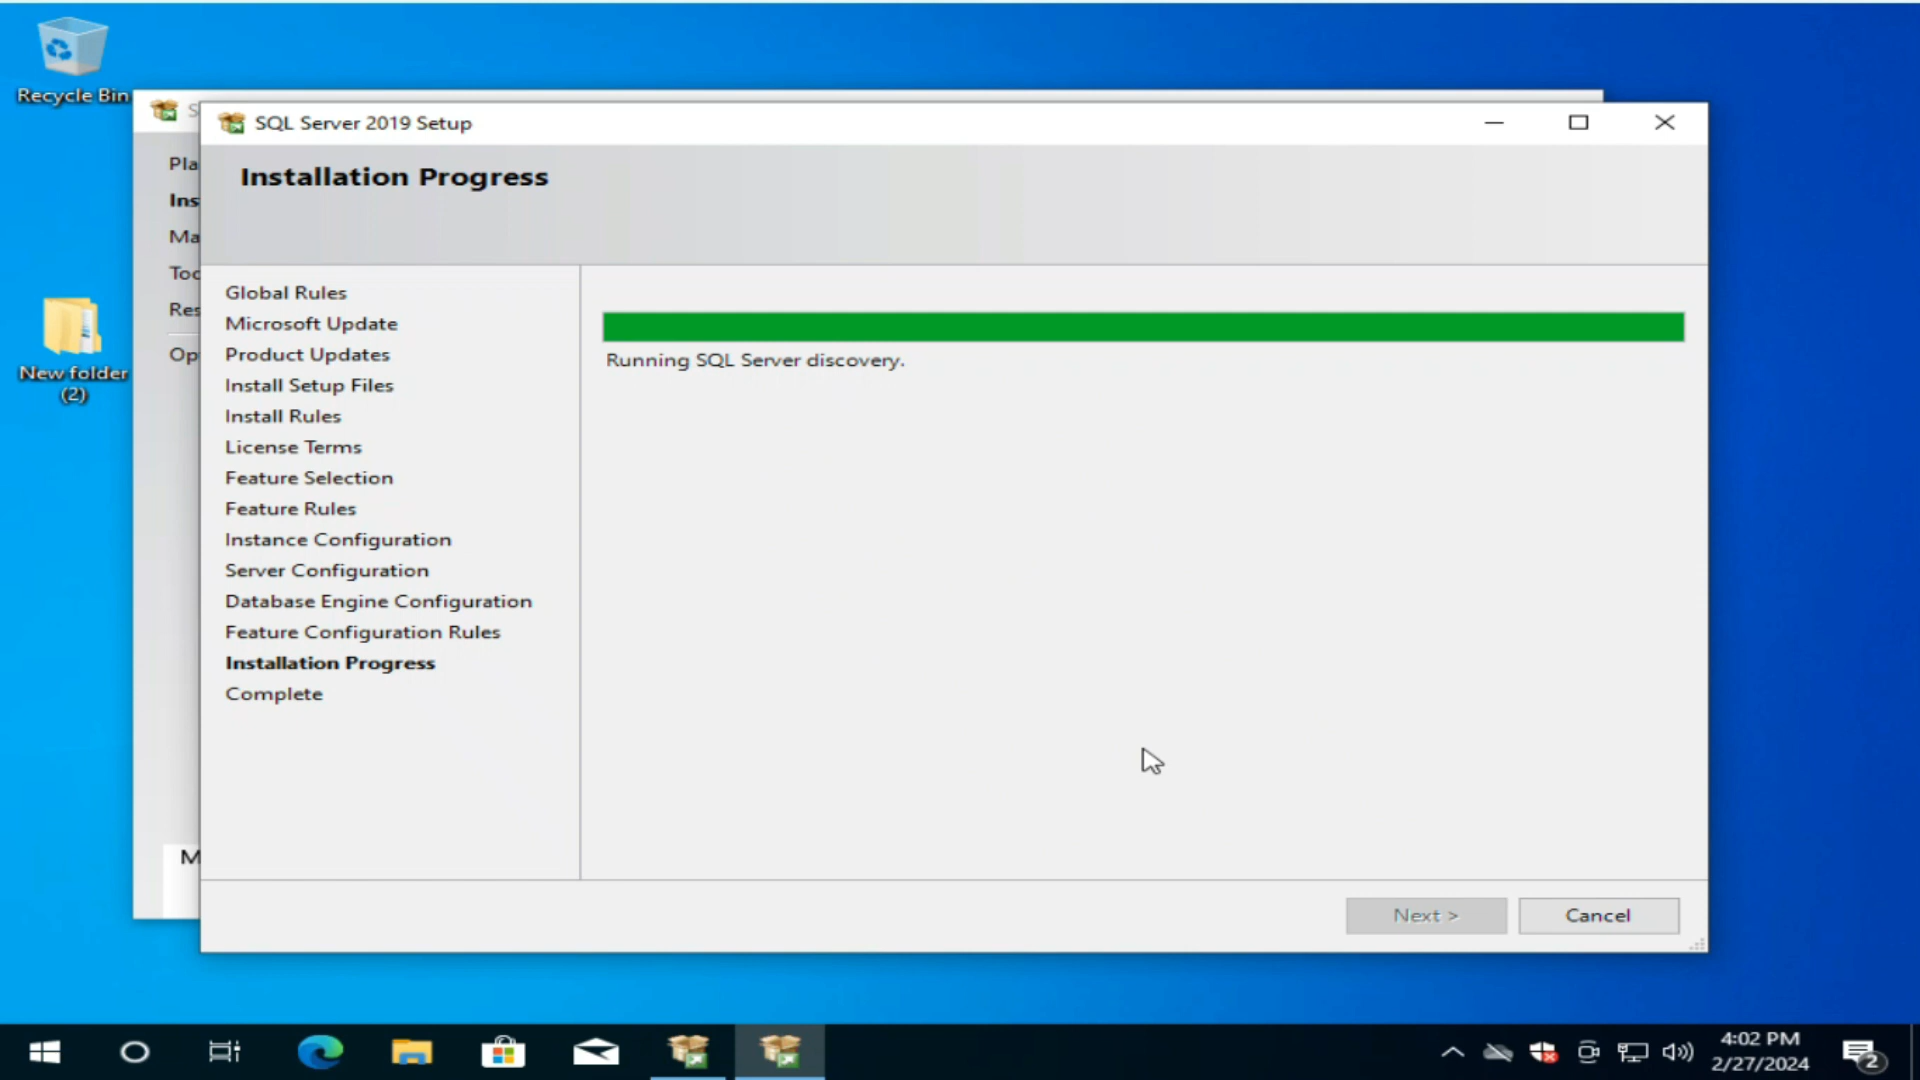 Recycle Bin
New folder
(2)
S
Pla
Ins
Ma
Too
Res
Op
M
SQL Server 2019 Setup
Installation Progress
Global Rules
Microsoft Update
Product Updates
Install Setup Files
Install Rules
License Terms
Feature Selection
Feature Rules
Instance Configuration
Server Configuration
Database Engine Configuration
Feature Configuration Rules
Installation Progress
Complete
Running SQL Server discovery.
Next >
Cancel
4:02 PM
2/27/2024
2